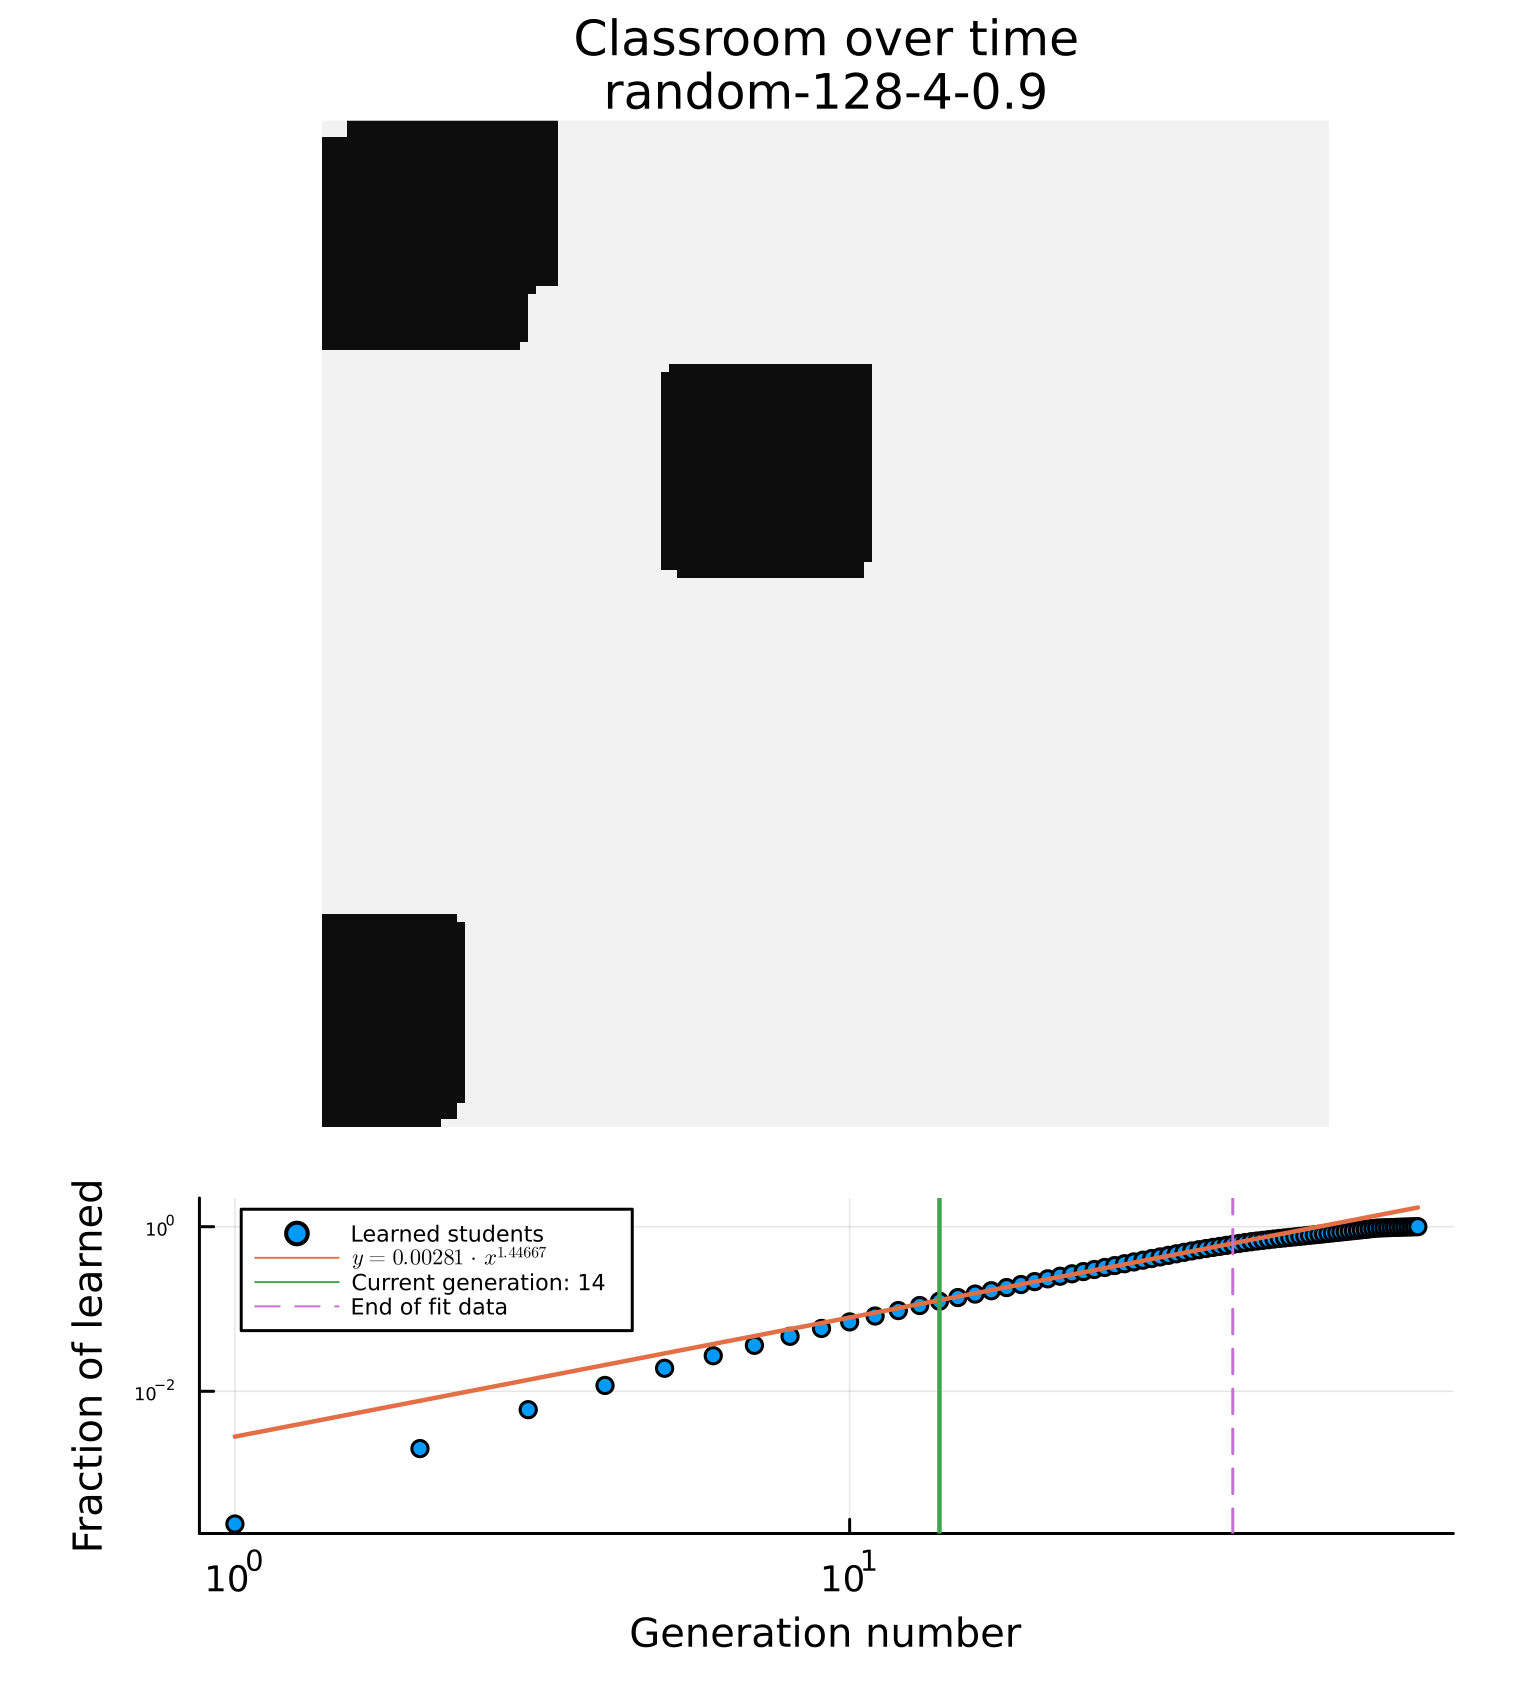 Classroom over time
random-128-4-0.9
Fraction of learned
10^0
10^−2
Learned students
y = 0.00281 · x^1.44667
Current generation: 14
End of fit data
10^0
10^1
Generation number